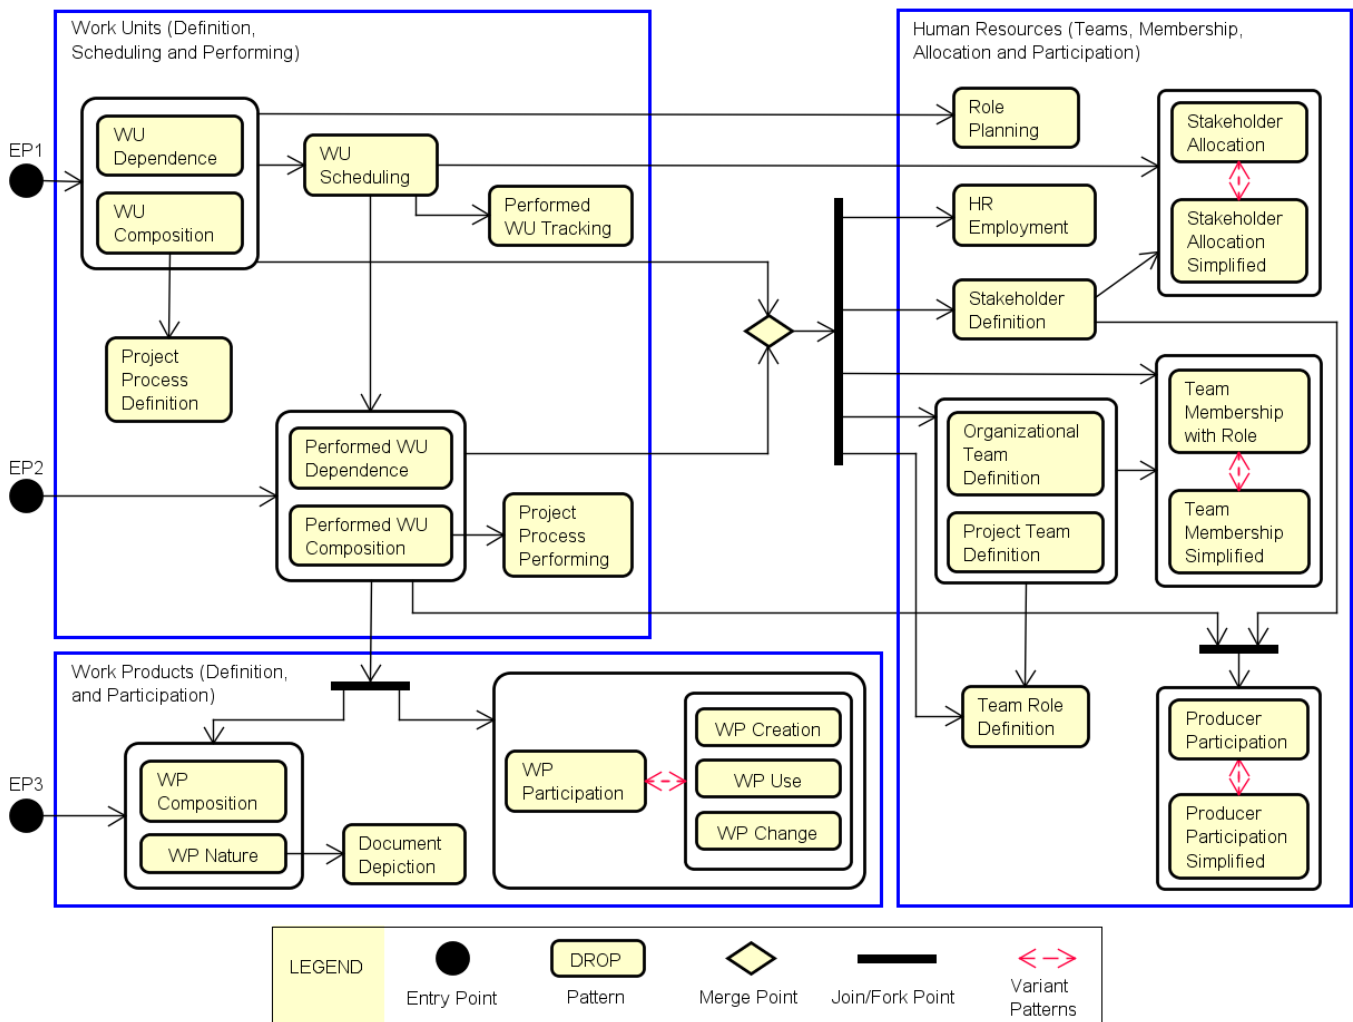 Work Units (Definition,
Scheduling and Performing)
Human Resources (Teams, Membership,
Allocation and Participation)
EP1
WU
Dependence
WU
Composition
WU
Scheduling
Performed
WU Tracking
Project
Process
Definition
Role
Planning
Stakeholder
Allocation
Stakeholder
Allocation
Simplified
HR
Employment
Stakeholder
Definition
EP2
Performed WU
Dependence
Performed WU
Composition
Project
Process
Performing
Organizational
Team
Definition
Project Team
Definition
Team
Membership
with Role
Team
Membership
Simplified
Team Role
Definition
Producer
Participation
Producer
Participation
Simplified
Work Products (Definition,
and Participation)
EP3
WP
Composition
WP Nature
Document
Depiction
WP
Participation
WP Creation
WP Use
WP Change
LEGEND
Entry Point
DROP
Pattern
Merge Point
Join/Fork Point
Variant
Patterns